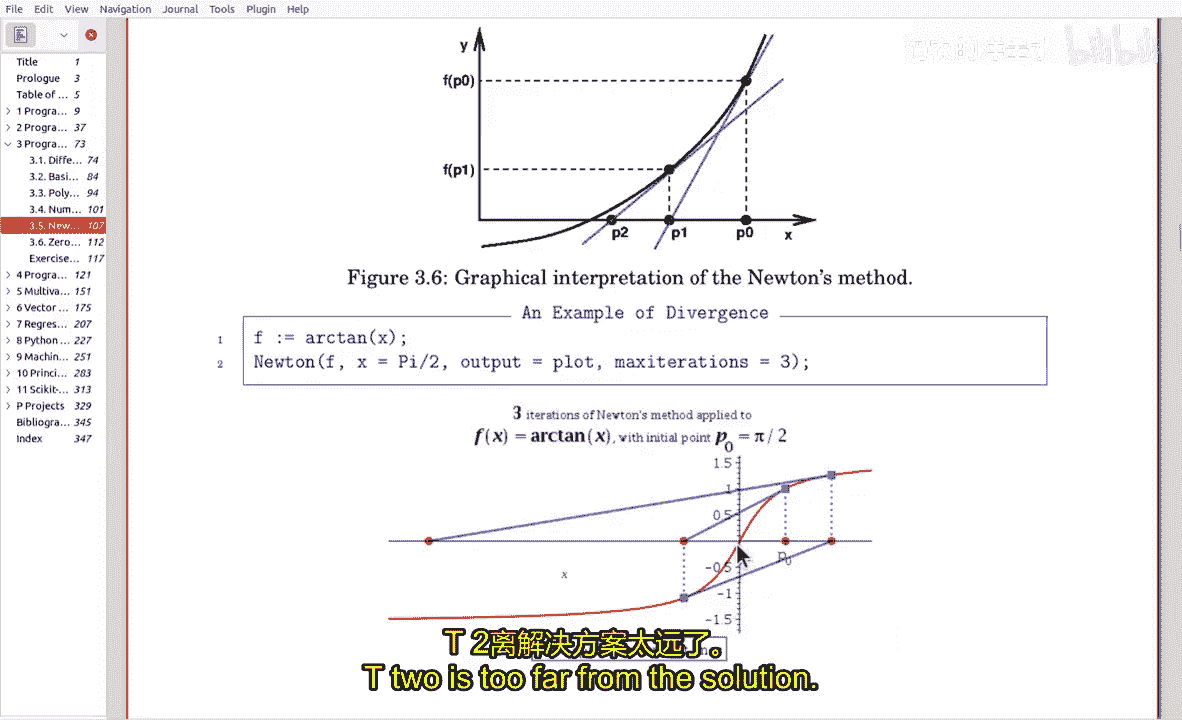 File Edit View Navigation Journal Tools Plugin Help
Title 1
Prologue 3
Table of ... 5
1 Progra... 9
2 Progra... 37
3 Progra... 73
3.1. Diffe... 74
3.2. Basi... 84
3.3. Poly... 94
3.4. Num... 101
3.5. New... 107
3.6. Zero... 112
Exercise... 117
4 Progra... 121
5 Multiva... 151
6 Vector ... 175
7 Regres... 207
8 Python ... 227
9 Machin... 251
10 Princi... 283
11 Scikit-... 313
P Projects 329
Bibliogra... 345
Index 347
y
f(p0)
f(p1)
p2 p1 p0 x
Figure 3.6: Graphical interpretation of the Newton's method.
An Example of Divergence
1 f := arctan(x);
2 Newton(f, x = Pi/2, output = plot, maxiterations = 3);
3 iterations of Newton's method applied to
f(x) = arctan(x), with initial point p0 = π / 2
1.5
1
0.5
p0
-0.5
x
-1
-1.5
T 2离解决方案太远了。
T two is too far from the solution.